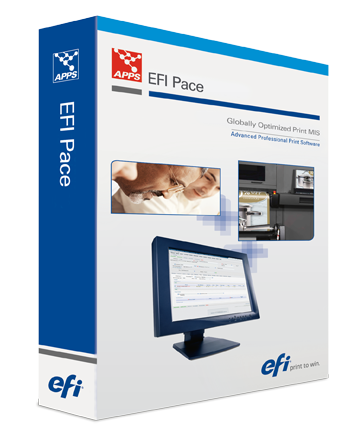 APPS
EFI Pace
efi
APPS
EFI Pace
Globally Optimized Print MIS
Advanced Professional Print Software
efi print to win.